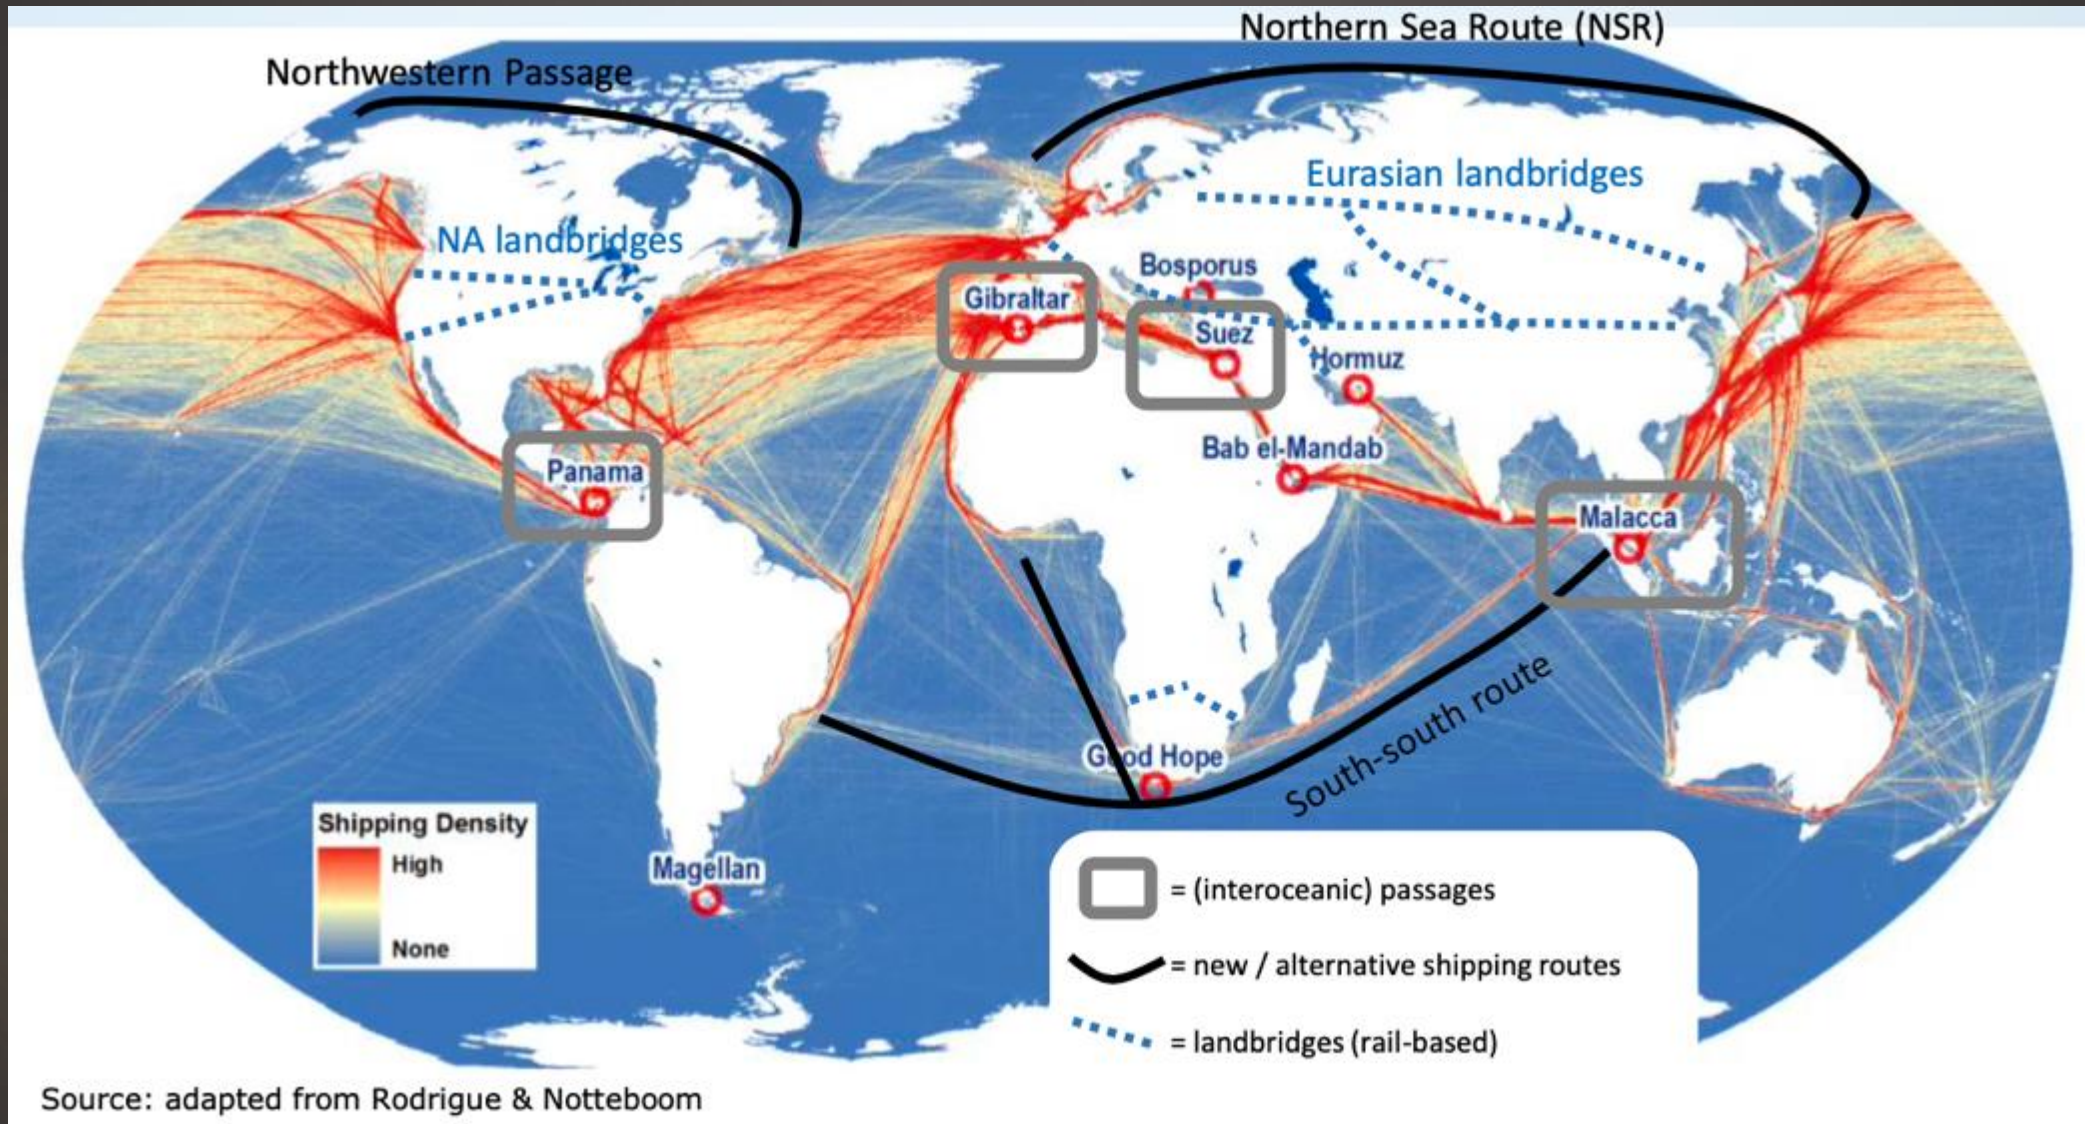 Northern Sea Route (NSR)
Northwestern Passage
Eurasian landbridges
NA landbridges
Bosporus
Gibraltar
Suez
Hormuz
Bab el-Mandab
Panama
Malacca
South-south route
Good Hope
Magellan
Shipping Density
High
None
= (interoceanic) passages
= new / alternative shipping routes
= landbridges (rail-based)
Source: adapted from Rodrigue & Notteboom